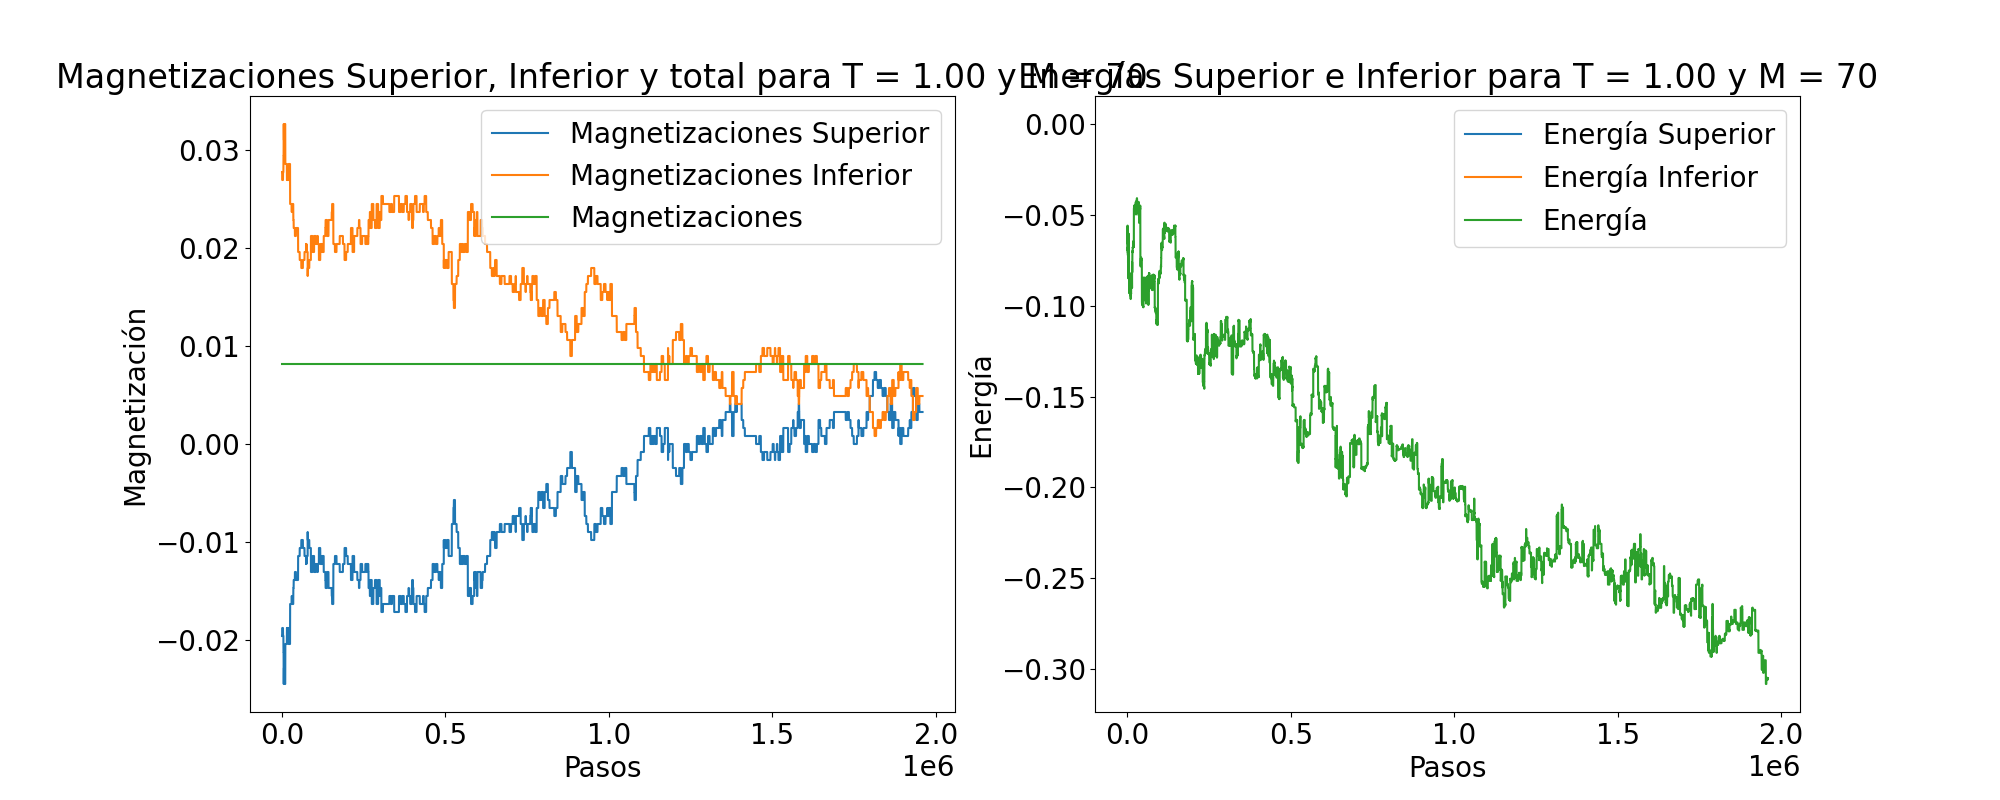 Magnetizaciones Superior, Inferior y total para T = 1.00 y M = 70
Energías Superior e Inferior para T = 1.00 y M = 70
Magnetizaciones Superior
Magnetizaciones Inferior
Magnetizaciones
Magnetización
0.03
0.02
0.01
0.00
−0.01
−0.02
0.0 0.5 1.0 1.5 2.0
1e6
Pasos
Energía Superior
Energía Inferior
Energía
Energía
0.00
−0.05
−0.10
−0.15
−0.20
−0.25
−0.30
0.0 0.5 1.0 1.5 2.0
1e6
Pasos